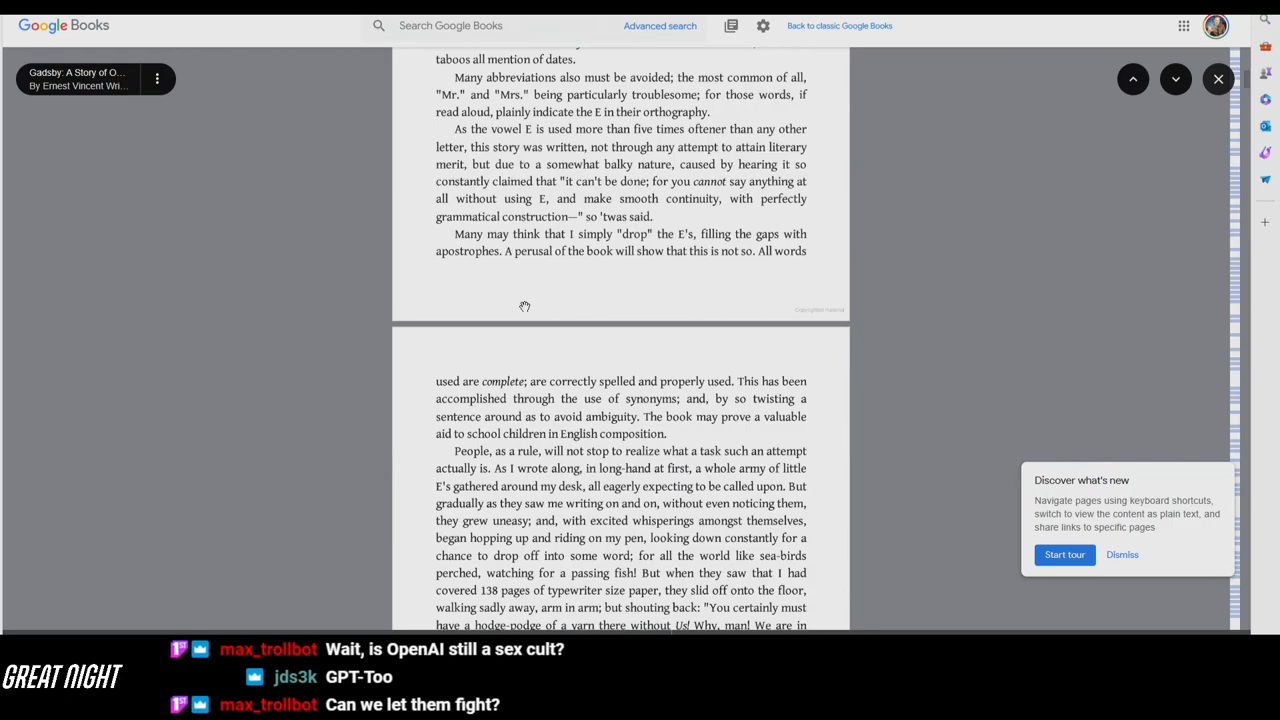 Google Books
Search Google Books
Advanced search
Back to classic Google Books
Gadsby: A Story of O...
By Ernest Vincent Wri...
taboos all mention of dates.
Many abbreviations also must be avoided; the most common of all,
"Mr." and "Mrs." being particularly troublesome; for those words, if
read aloud, plainly indicate the E in their orthography.
As the vowel E is used more than five times oftener than any other
letter, this story was written, not through any attempt to attain literary
merit, but due to a somewhat balky nature, caused by hearing it so
constantly claimed that "it can't be done; for you cannot say anything at
all without using E, and make smooth continuity, with perfectly
grammatical construction—" so 'twas said.
Many may think that I simply "drop" the E's, filling the gaps with
apostrophes. A perusal of the book will show that this is not so. All words
Copyrighted material
used are complete; are correctly spelled and properly used. This has been
accomplished through the use of synonyms; and, by so twisting a
sentence around as to avoid ambiguity. The book may prove a valuable
aid to school children in English composition.
People, as a rule, will not stop to realize what a task such an attempt
actually is. As I wrote along, in long-hand at first, a whole army of little
E's gathered around my desk, all eagerly expecting to be called upon. But
gradually as they saw me writing on and on, without even noticing them,
they grew uneasy; and, with excited whisperings amongst themselves,
began hopping up and riding on my pen, looking down constantly for a
chance to drop off into some word; for all the world like sea-birds
perched, watching for a passing fish! But when they saw that I had
covered 138 pages of typewriter size paper, they slid off onto the floor,
walking sadly away, arm in arm; but shouting back: "You certainly must
have a hodge-podge of a yarn there without Us! Why, man! We are in
Discover what's new
Navigate pages using keyboard shortcuts,
switch to view the content as plain text, and
share links to specific pages
Start tour
Dismiss
GREAT NIGHT
1st max_trollbot Wait, is OpenAI still a sex cult?
jds3k GPT-Too
1st max_trollbot Can we let them fight?